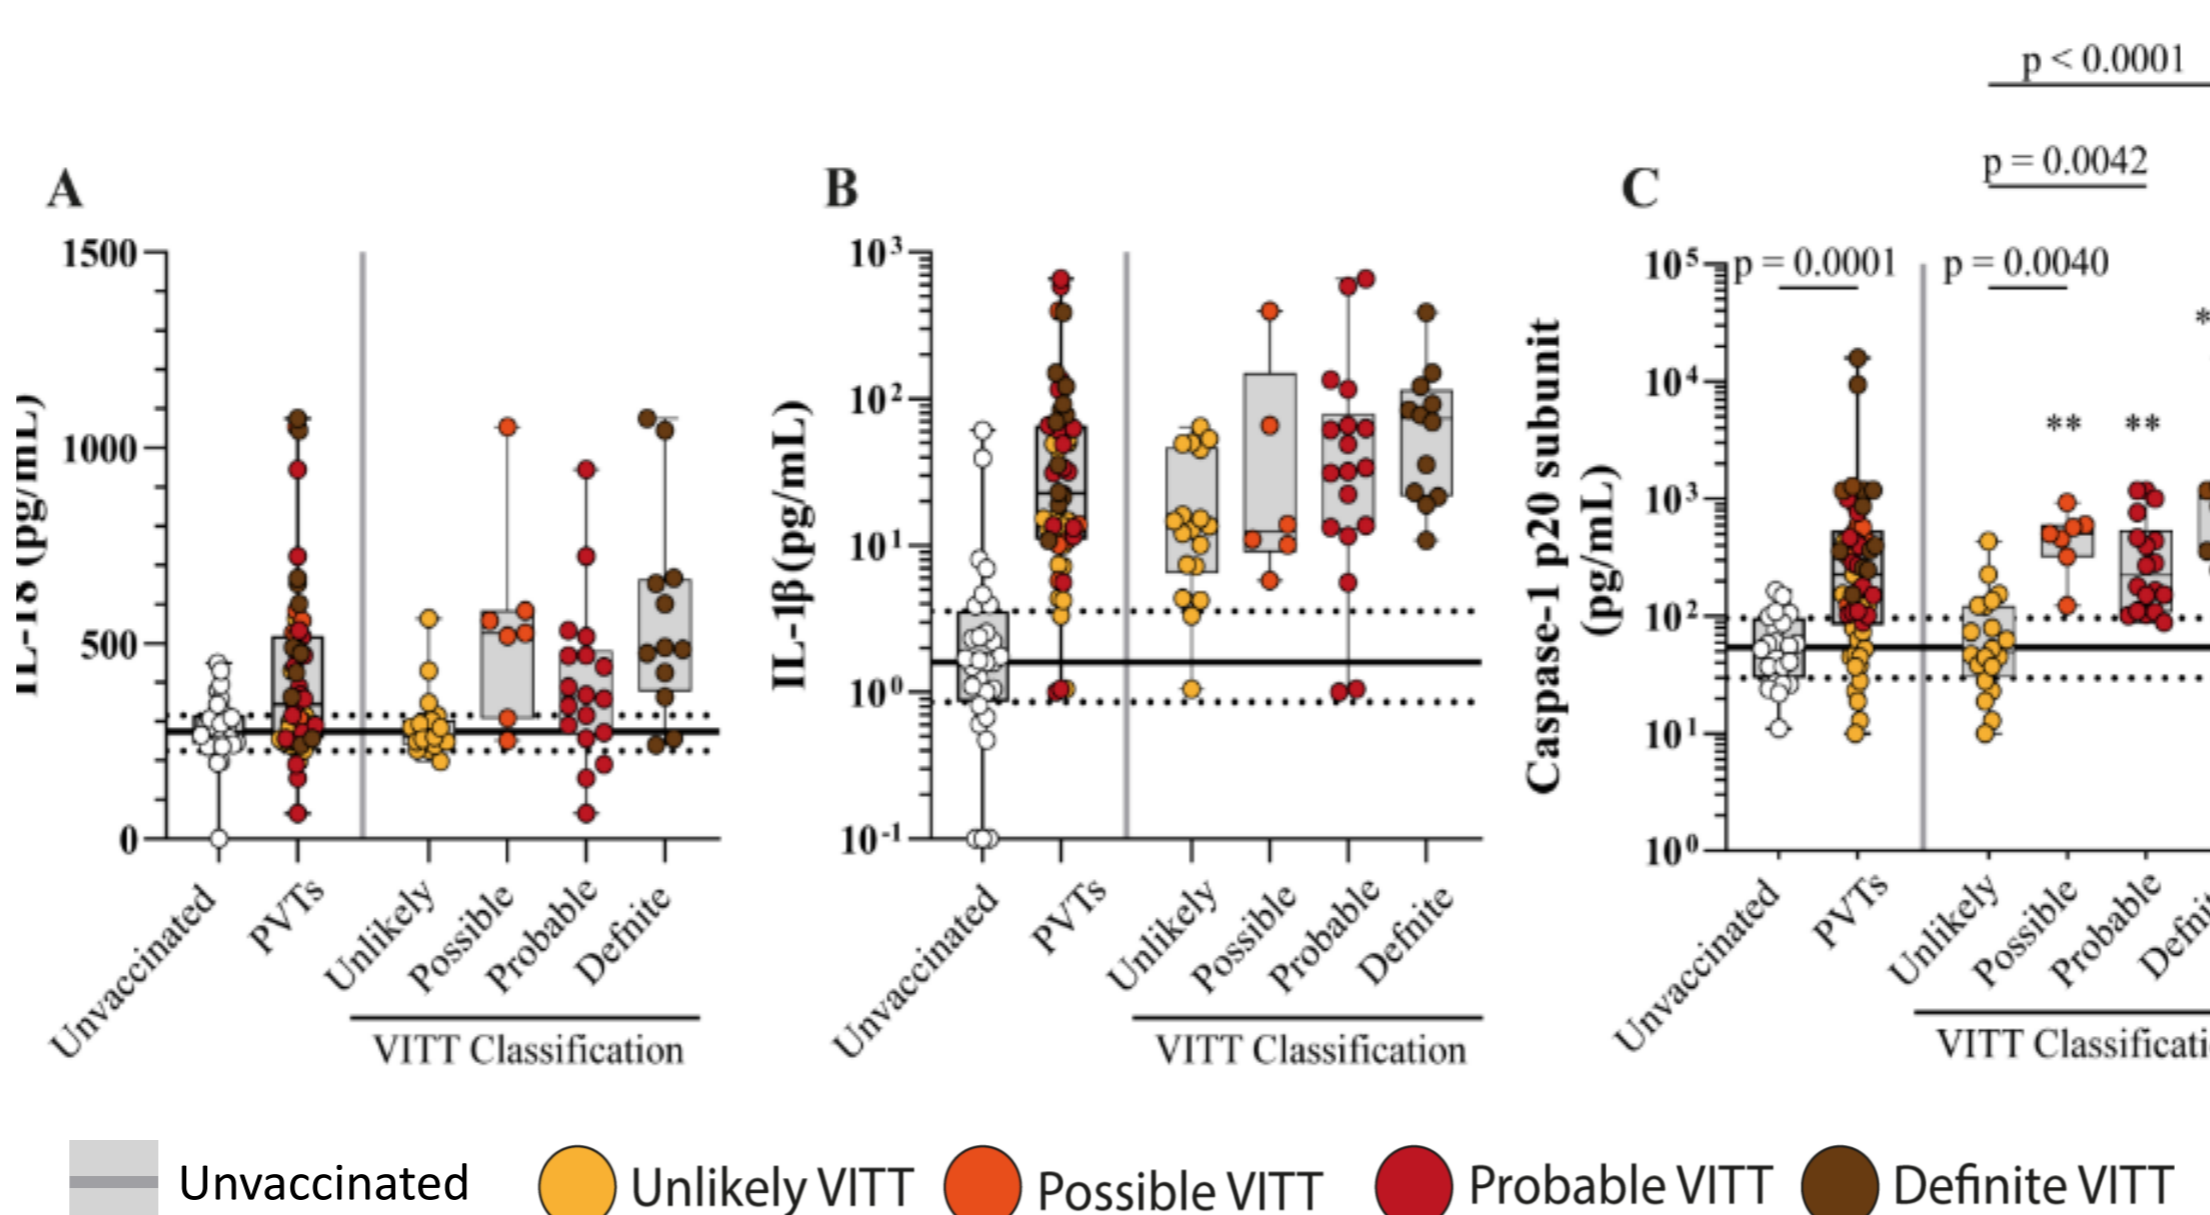 p < 0.0001
p = 0.0042
A
B
C
1500
1000
500
0
(pg/mL)
10³
10²
10¹
10⁰
10⁻¹
IL-1β(pg/mL)
p = 0.0001
p = 0.0040
10⁵
10⁴
10³
10²
10¹
10⁰
Caspase-1 p20 subunit
(pg/mL)
**
**
*
Unvaccinated
PVTs
Unlikely
Possible
Probable
Defnite
VITT Classification
Unvaccinated
PVTs
Unlikely
Possible
Probable
Defnite
VITT Classification
Unvaccinated
PVTs
Unlikely
Possible
Probable
VITT
Unvaccinated
Unlikely VITT
Possible VITT
Probable VITT
Definite VITT